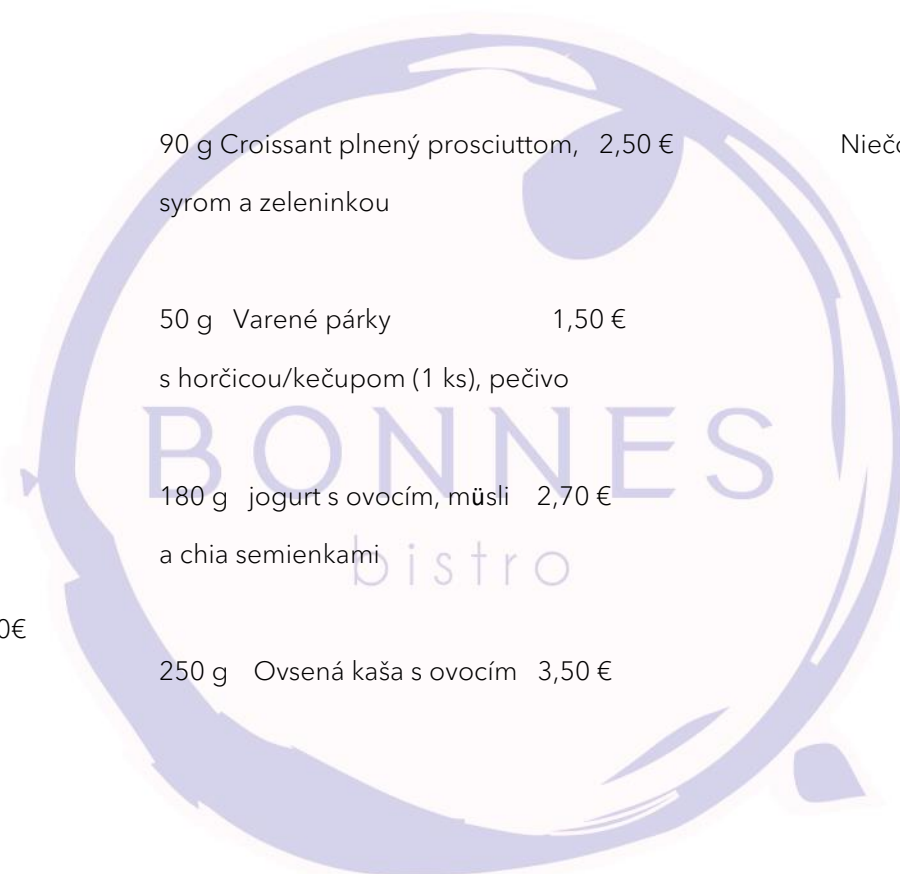 90 g Croissant plnený prosciuttom, 2,50 €
syrom a zeleninkou
50 g Varené párky 1,50 €
s horčicou/kečupom (1 ks), pečivo
BONNES
180 g jogurt s ovocím, müsli 2,70 €
a chia semienkami
bistro
0€
250 g Ovsená kaša s ovocím 3,50 €